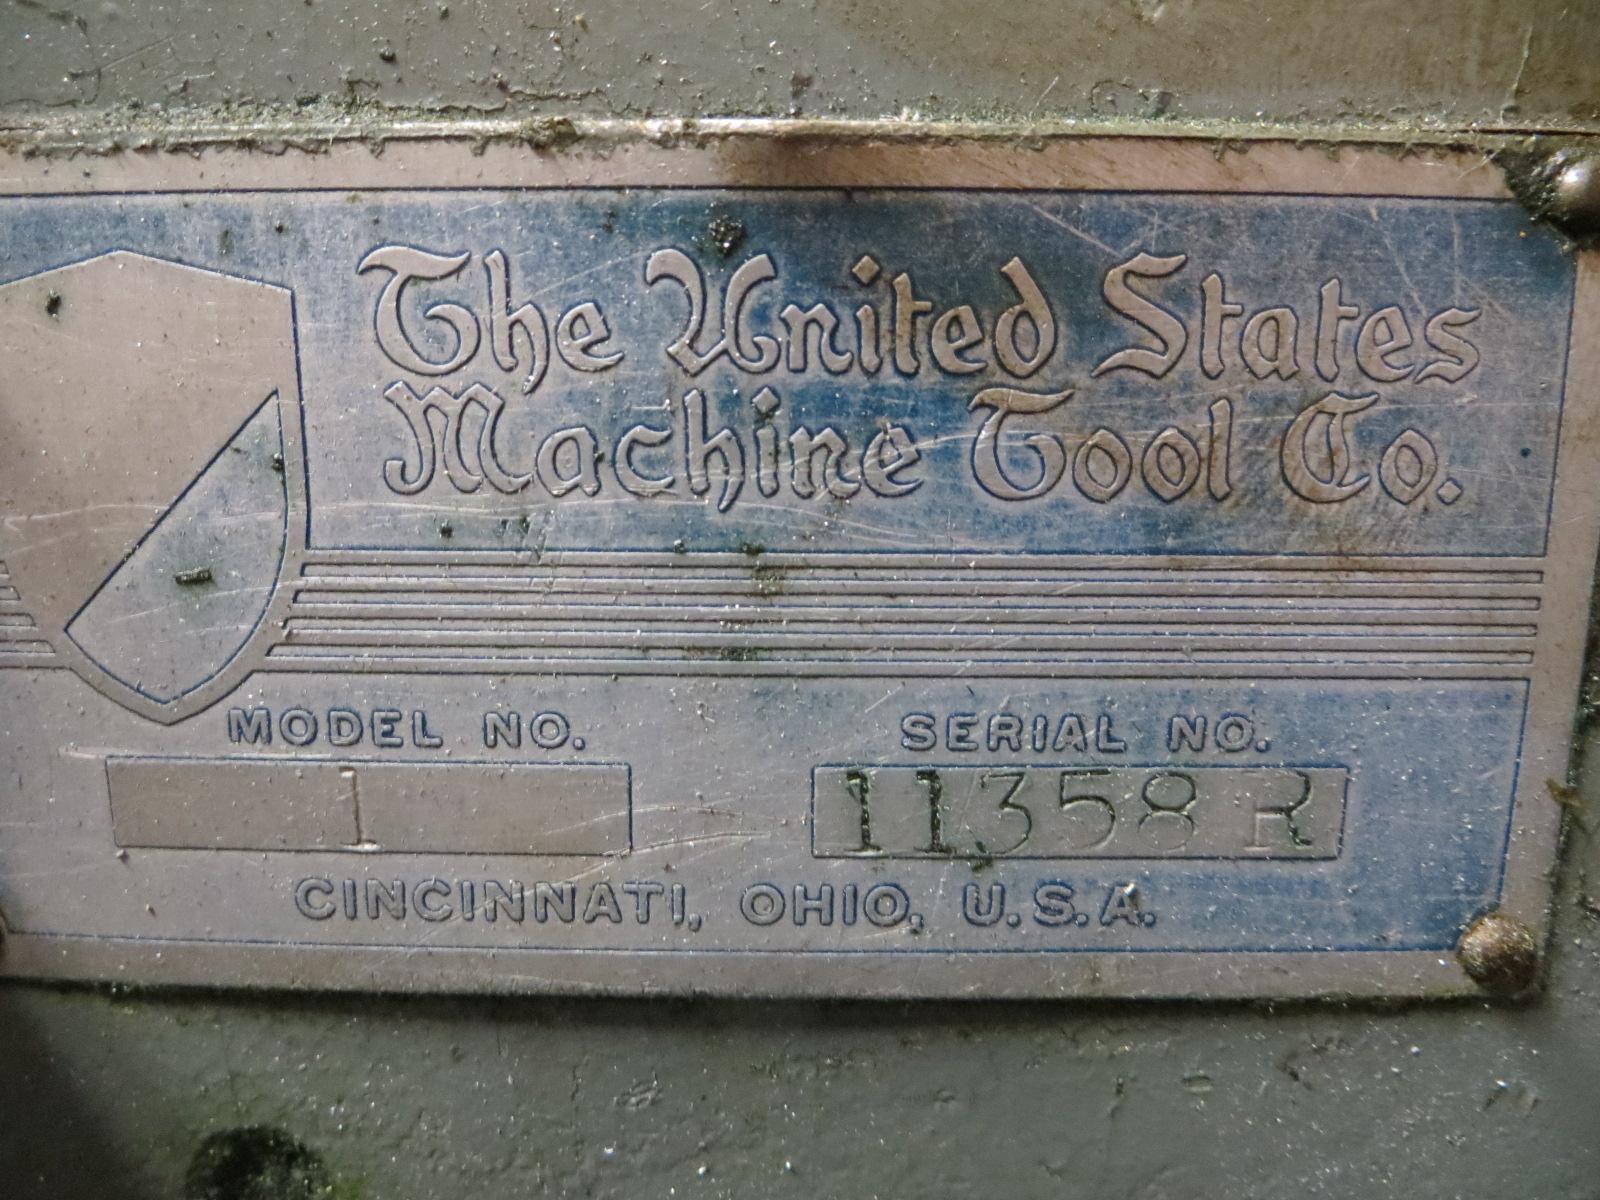 The United States
Machine Tool Co.
MODEL NO. SERIAL NO.
1 11358 R
CINCINNATI, OHIO, U.S.A.